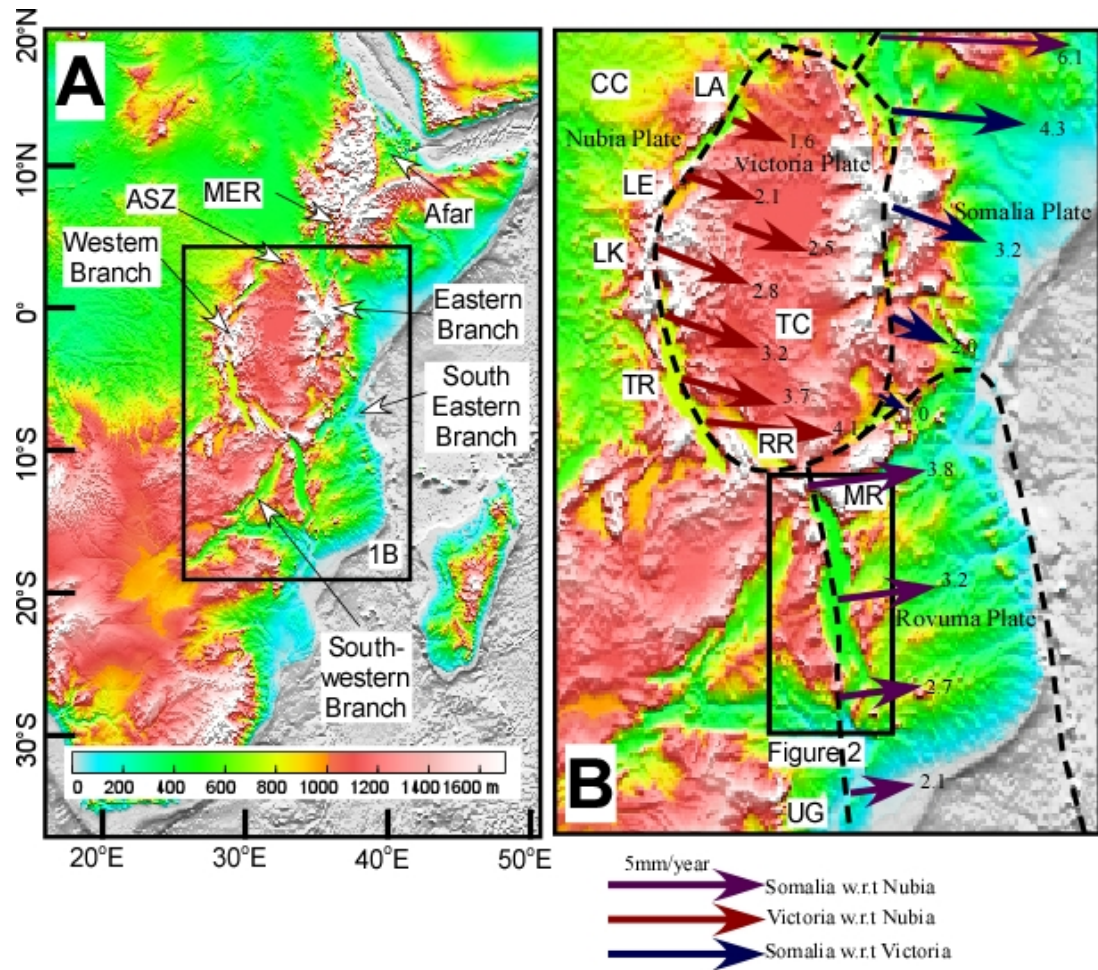 A
20°N
10°N
0°
10°S
20°S
30°S
ASZ
MER
Afar
Western
Branch
Eastern
Branch
South
Eastern
Branch
1B
South-
western
Branch
0 200 400 600 800 1000 1200 1400 1600 m
20°E
30°E
40°E
50°E
B
CC
LA
6.1
4.3
Nubia Plate
1.6
Victoria Plate
LE
2.1
Somalia Plate
LK
2.5
3.2
2.8
TC
3.2
2.0
TR
3.7
4.1
RR
3.8
MR
3.2
Rovuma Plate
2.7
Figure 2
2.1
UG
5mm/year
Somalia w.r.t Nubia
Victoria w.r.t Nubia
Somalia w.r.t Victoria